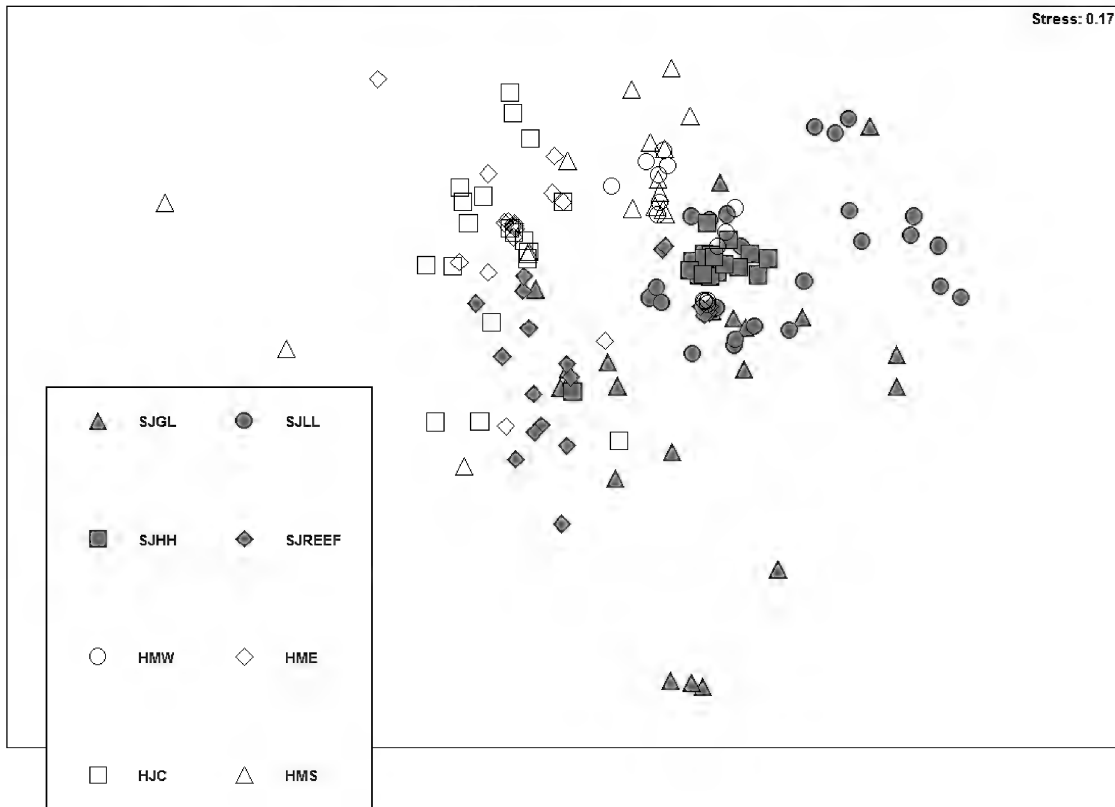 Stress: 0.17
SJGL SJLL
SJHH SJREEF
HMW HME
HJC HMS